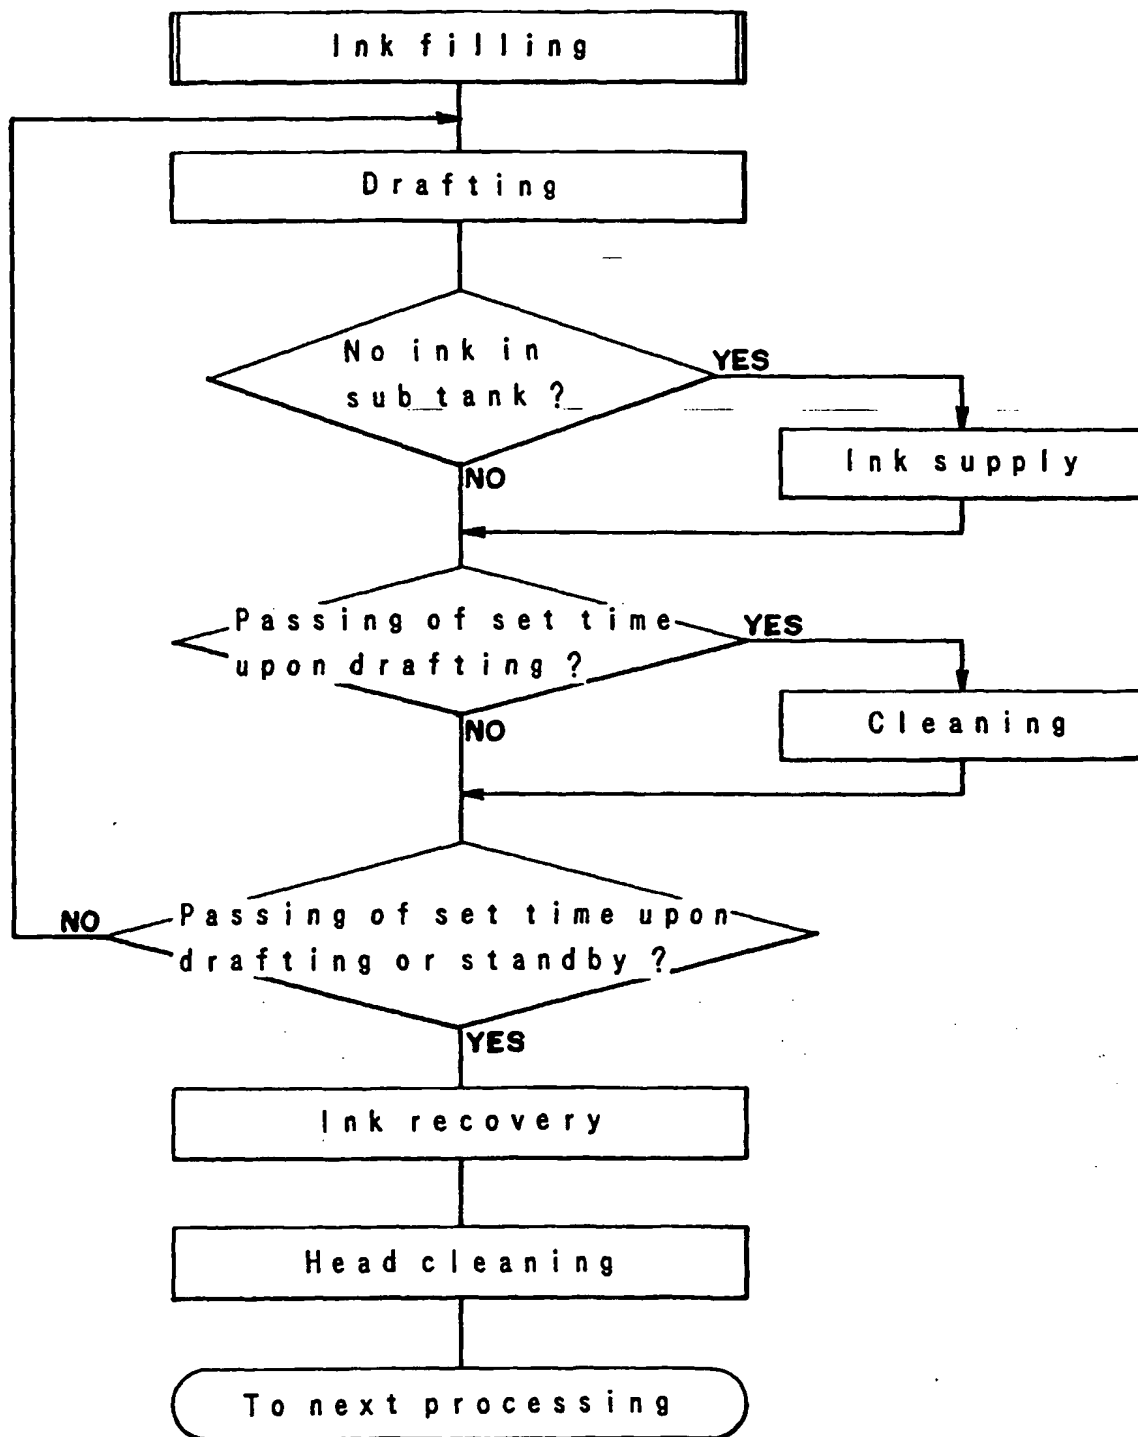 Ink filling
Drafting
No ink in
sub tank ?
YES
NO
Ink supply
Passing of set time
upon drafting ?
YES
NO
Cleaning
Passing of set time upon
drafting or standby ?
NO
YES
Ink recovery
Head cleaning
To next processing